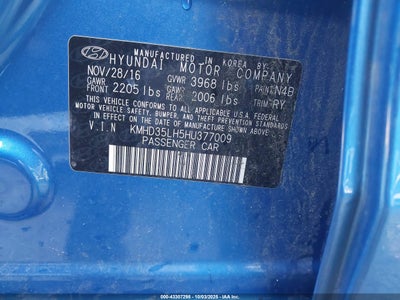 MANUFACTURED IN KOREA BY
HYUNDAI MOTOR COMPANY
NOV/28/16 GVWR 3968 lbs PAINT: N4B
GAWR FRONT 2205 lbs GAWR REAR 2006 lbs TRIM: RY
THIS VEHICLE CONFORMS TO ALL APPLICABLE U.S.A. FEDERAL
MOTOR VEHICLE SAFETY, BUMPER, AND THEFT PREVENTION
STANDARDS IN EFFECT ON THE DATE OF MANUFACTURE
SHOWN ABOVE.
V.I.N KMHD35LH5HU377009
PASSENGER CAR
000-43307295 - 10/03/2025 - IAAI